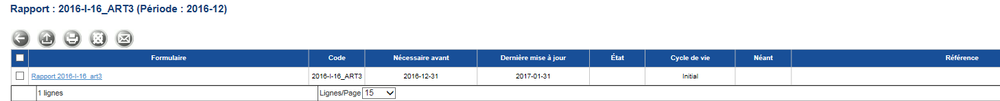 Rapport : 2016-I-16_ART3 (Période : 2016-12)
Formulaire Code Nécessaire avant Dernière mise à jour État Cycle de vie Néant Référence
Rapport 2016-I-16_art3 2016-I-16_ART3 2016-12-31 2017-01-31 Initial
1 lignes Lignes/Page 15